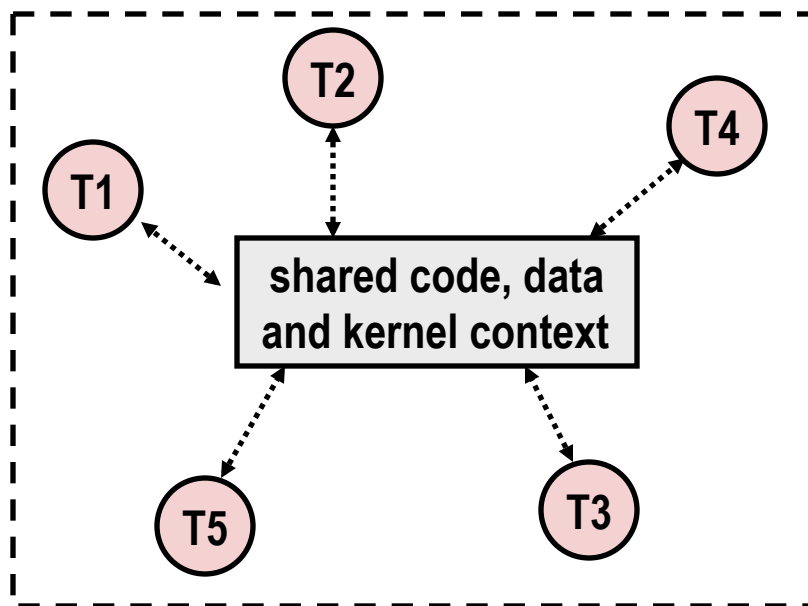 T2
T4
T1
shared code, data
and kernel context
T5
T3